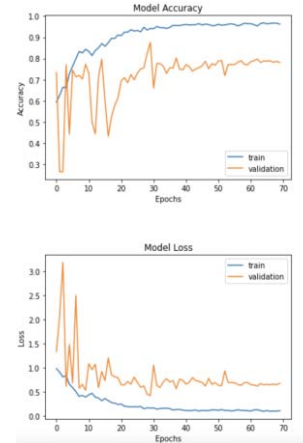 Model Accuracy
1.0
0.9
0.8
0.7
0.6
0.5
0.4
0.3
Accuracy
train
validation
0 10 20 30 40 50 60 70
Epochs
Model Loss
train
validation
3.0
2.5
2.0
1.5
1.0
0.5
0.0
Loss
0 10 20 30 40 50 60 70
Epochs